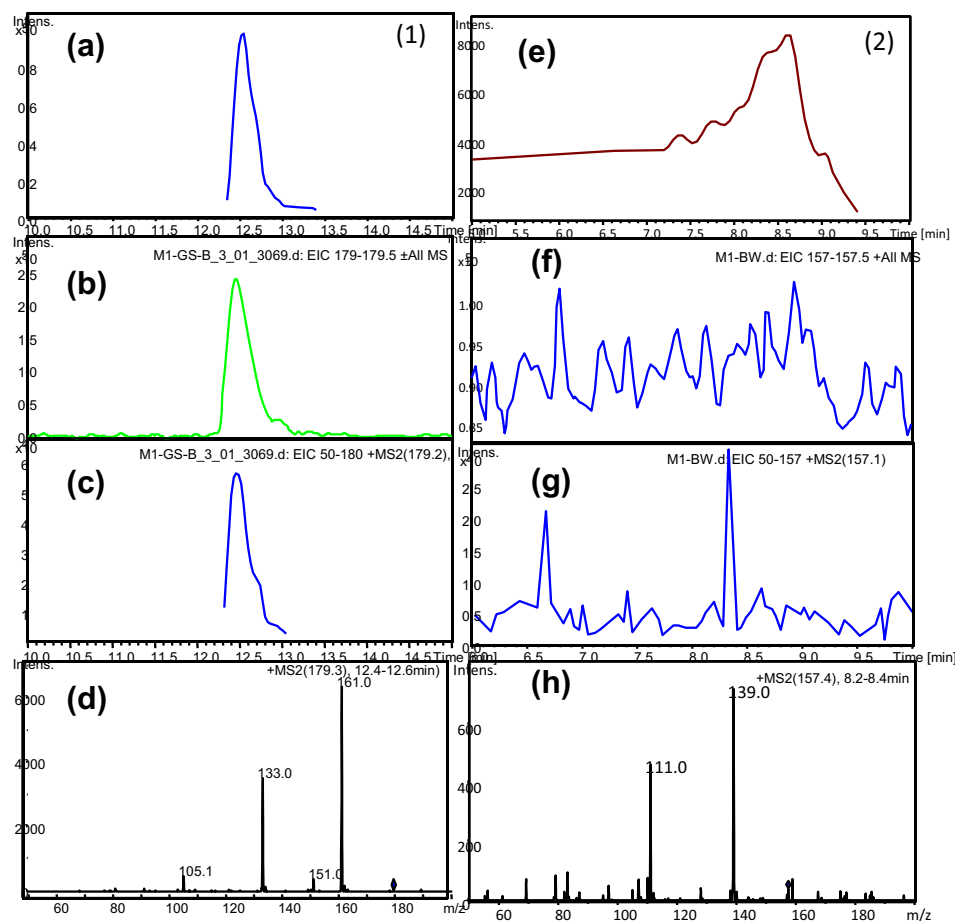 Intens.
x50
(a)
(1)
0.8
0.6
0.4
0.2
0.0
10.0 10.5 11.0 11.5 12.0 12.5 13.0 13.5 14.0 14.5 Time [min]
Intens.
8000
(e)
(2)
6000
4000
2000
5.0 5.5 6.0 6.5 7.0 7.5 8.0 8.5 9.0 9.5 Time [min]
Intens.
M1-GS-B_3_01_3069.d: EIC 179-179.5 ±All MS
(b)
2.5
2.0
1.5
1.0
0.5
0.0
Intens.
x10
M1-BW.d: EIC 157-157.5 +All MS
(f)
1.00
0.95
0.90
0.85
M1-GS-B_3_01_3069.d: EIC 50-180 +MS2(179.2),
(c)
6
5
4
3
2
1
10.0 10.5 11.0 11.5 12.0 12.5 13.0 13.5 14.0 14.5 Time [min]
Intens.
M1-BW.d: EIC 50-157 +MS2(157.1)
(g)
2.5
2.0
1.5
1.0
0.5
0.0
6.5 7.0 7.5 8.0 8.5 9.0 9.5 Time [min]
Intens.
+MS2(179.3), 12.4-12.6min)
(d)
161.0
6000
4000
133.0
2000
105.1
151.0
0
60 80 100 120 140 160 180 m/z
Intens.
+MS2(157.4), 8.2-8.4min
(h)
139.0
800
600
111.0
400
200
0
60 80 100 120 140 160 180 m/z